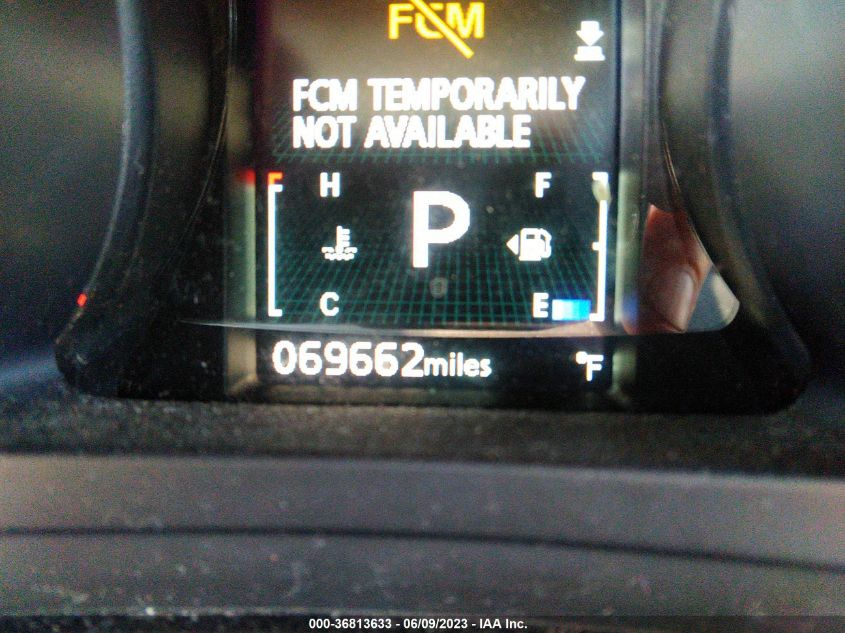 FCM
FCM TEMPORARILY
NOT AVAILABLE
H F
P
C E
069662miles °F
000-36813633 - 06/09/2023 - IAA Inc.